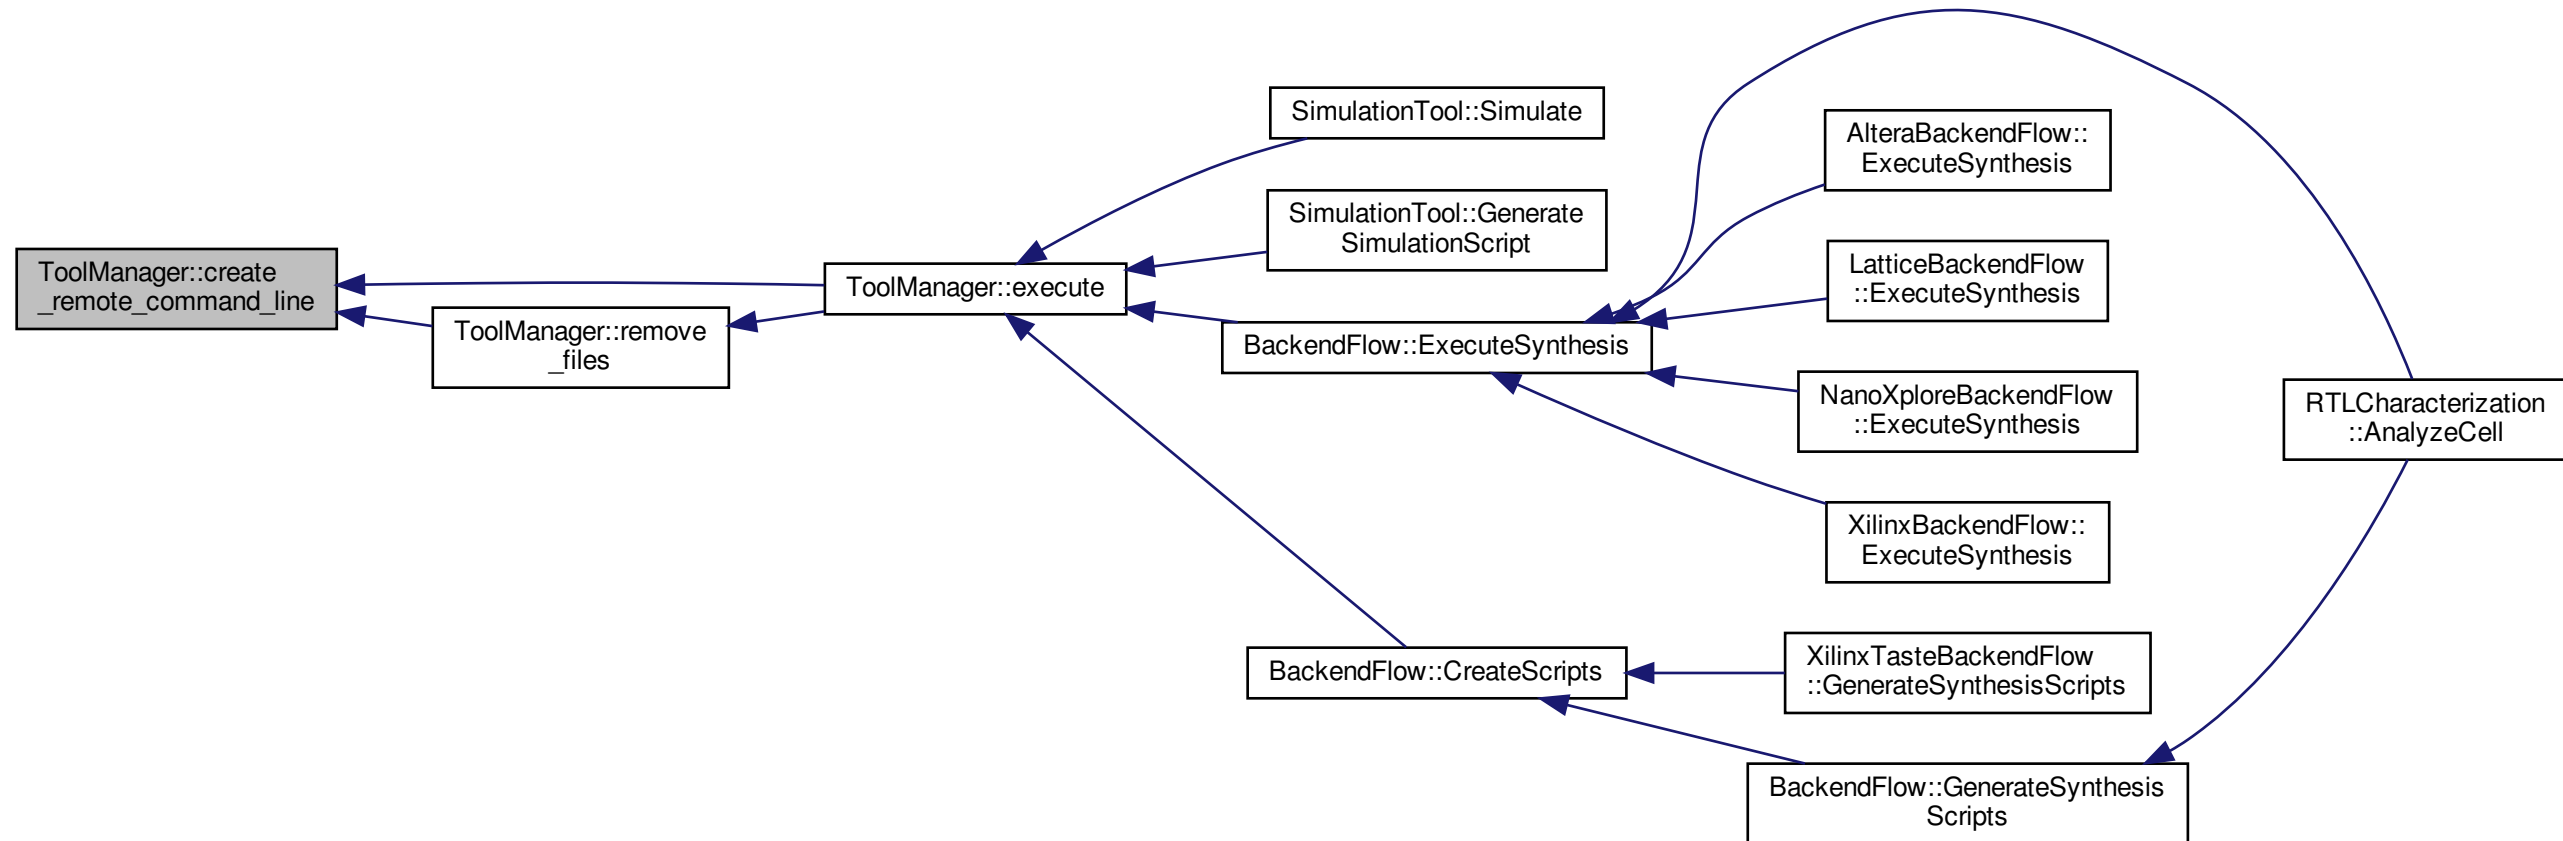 ToolManager::create
_remote_command_line
ToolManager::remove
_files
ToolManager::execute
SimulationTool::Simulate
SimulationTool::Generate
SimulationScript
BackendFlow::ExecuteSynthesis
BackendFlow::CreateScripts
AlteraBackendFlow::
ExecuteSynthesis
LatticeBackendFlow
::ExecuteSynthesis
NanoXploreBackendFlow
::ExecuteSynthesis
XilinxBackendFlow::
ExecuteSynthesis
XilinxTasteBackendFlow
::GenerateSynthesisScripts
BackendFlow::GenerateSynthesis
Scripts
RTLCharacterization
::AnalyzeCell